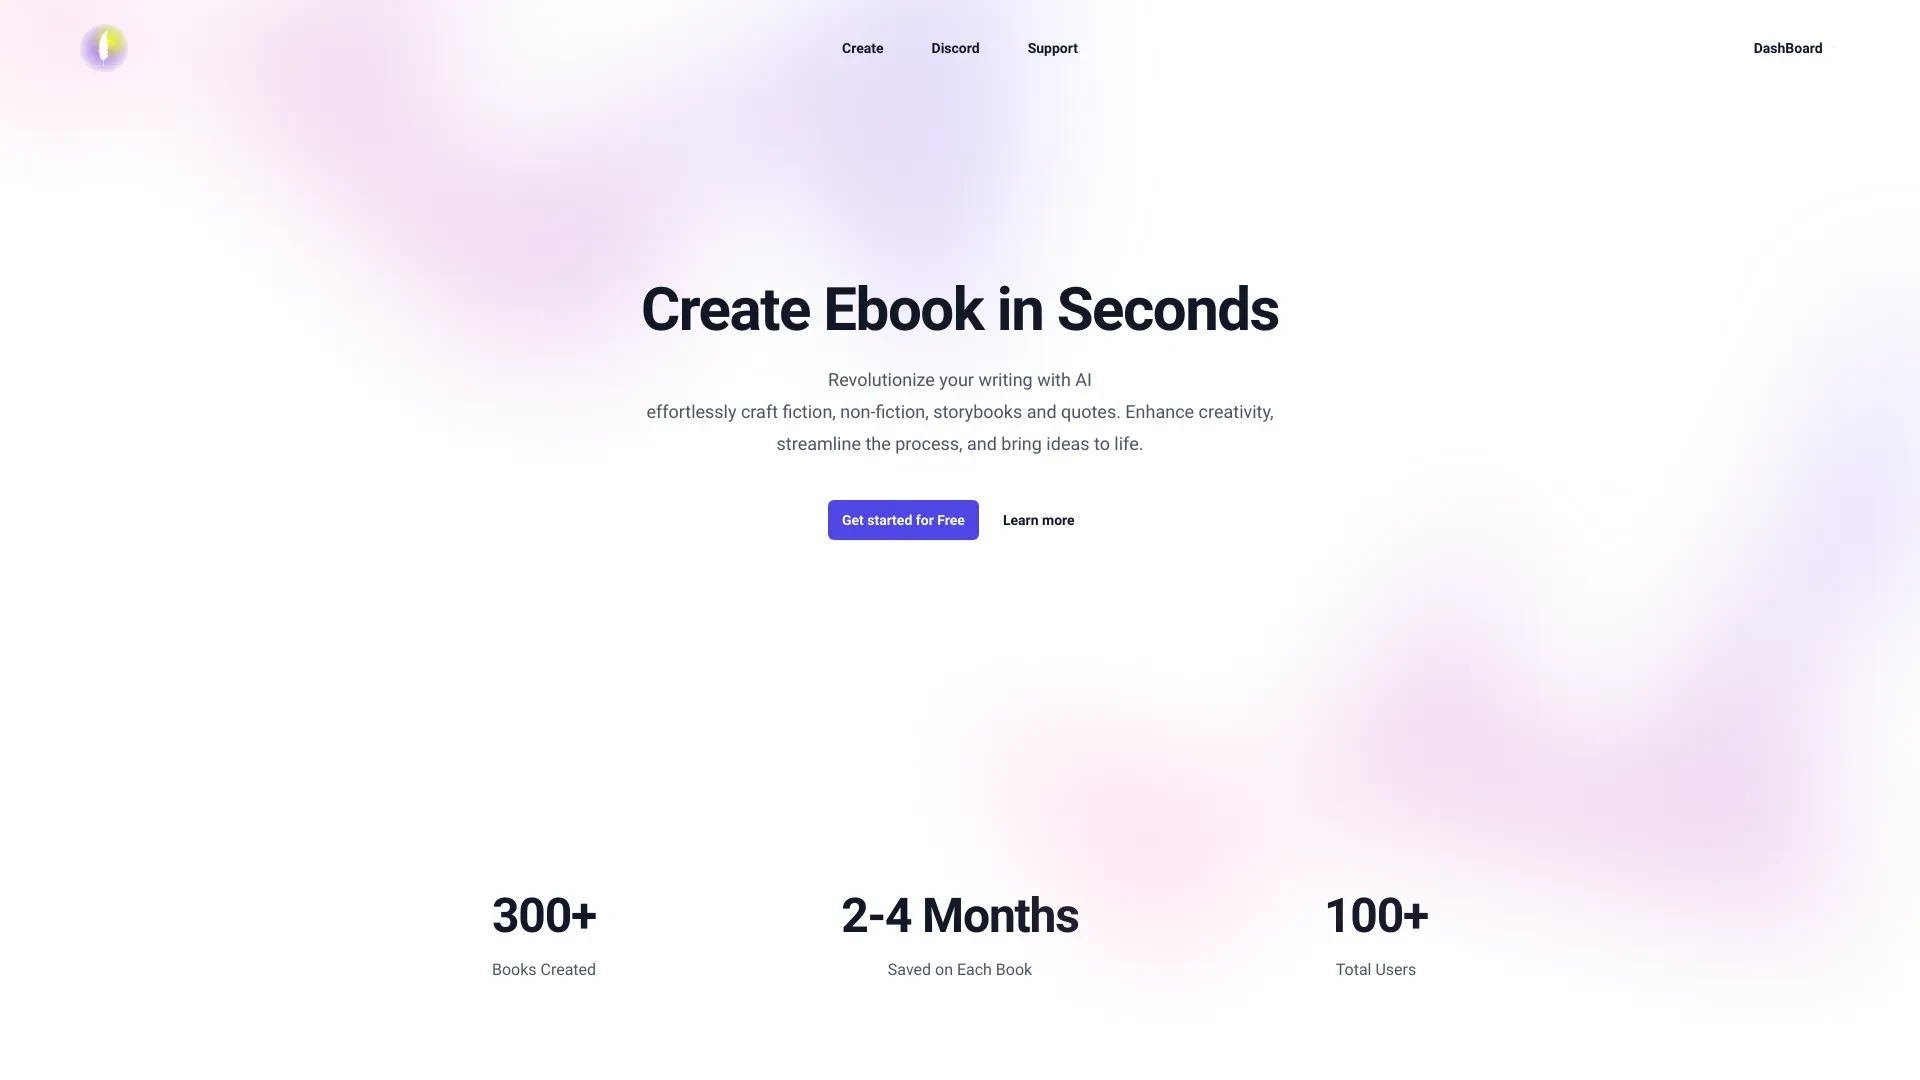 Create
Discord
Support
DashBoard
Create Ebook in Seconds
Revolutionize your writing with AI
effortlessly craft fiction, non-fiction, storybooks and quotes. Enhance creativity,
streamline the process, and bring ideas to life.
Get started for Free
Learn more
300+
Books Created
2-4 Months
Saved on Each Book
100+
Total Users